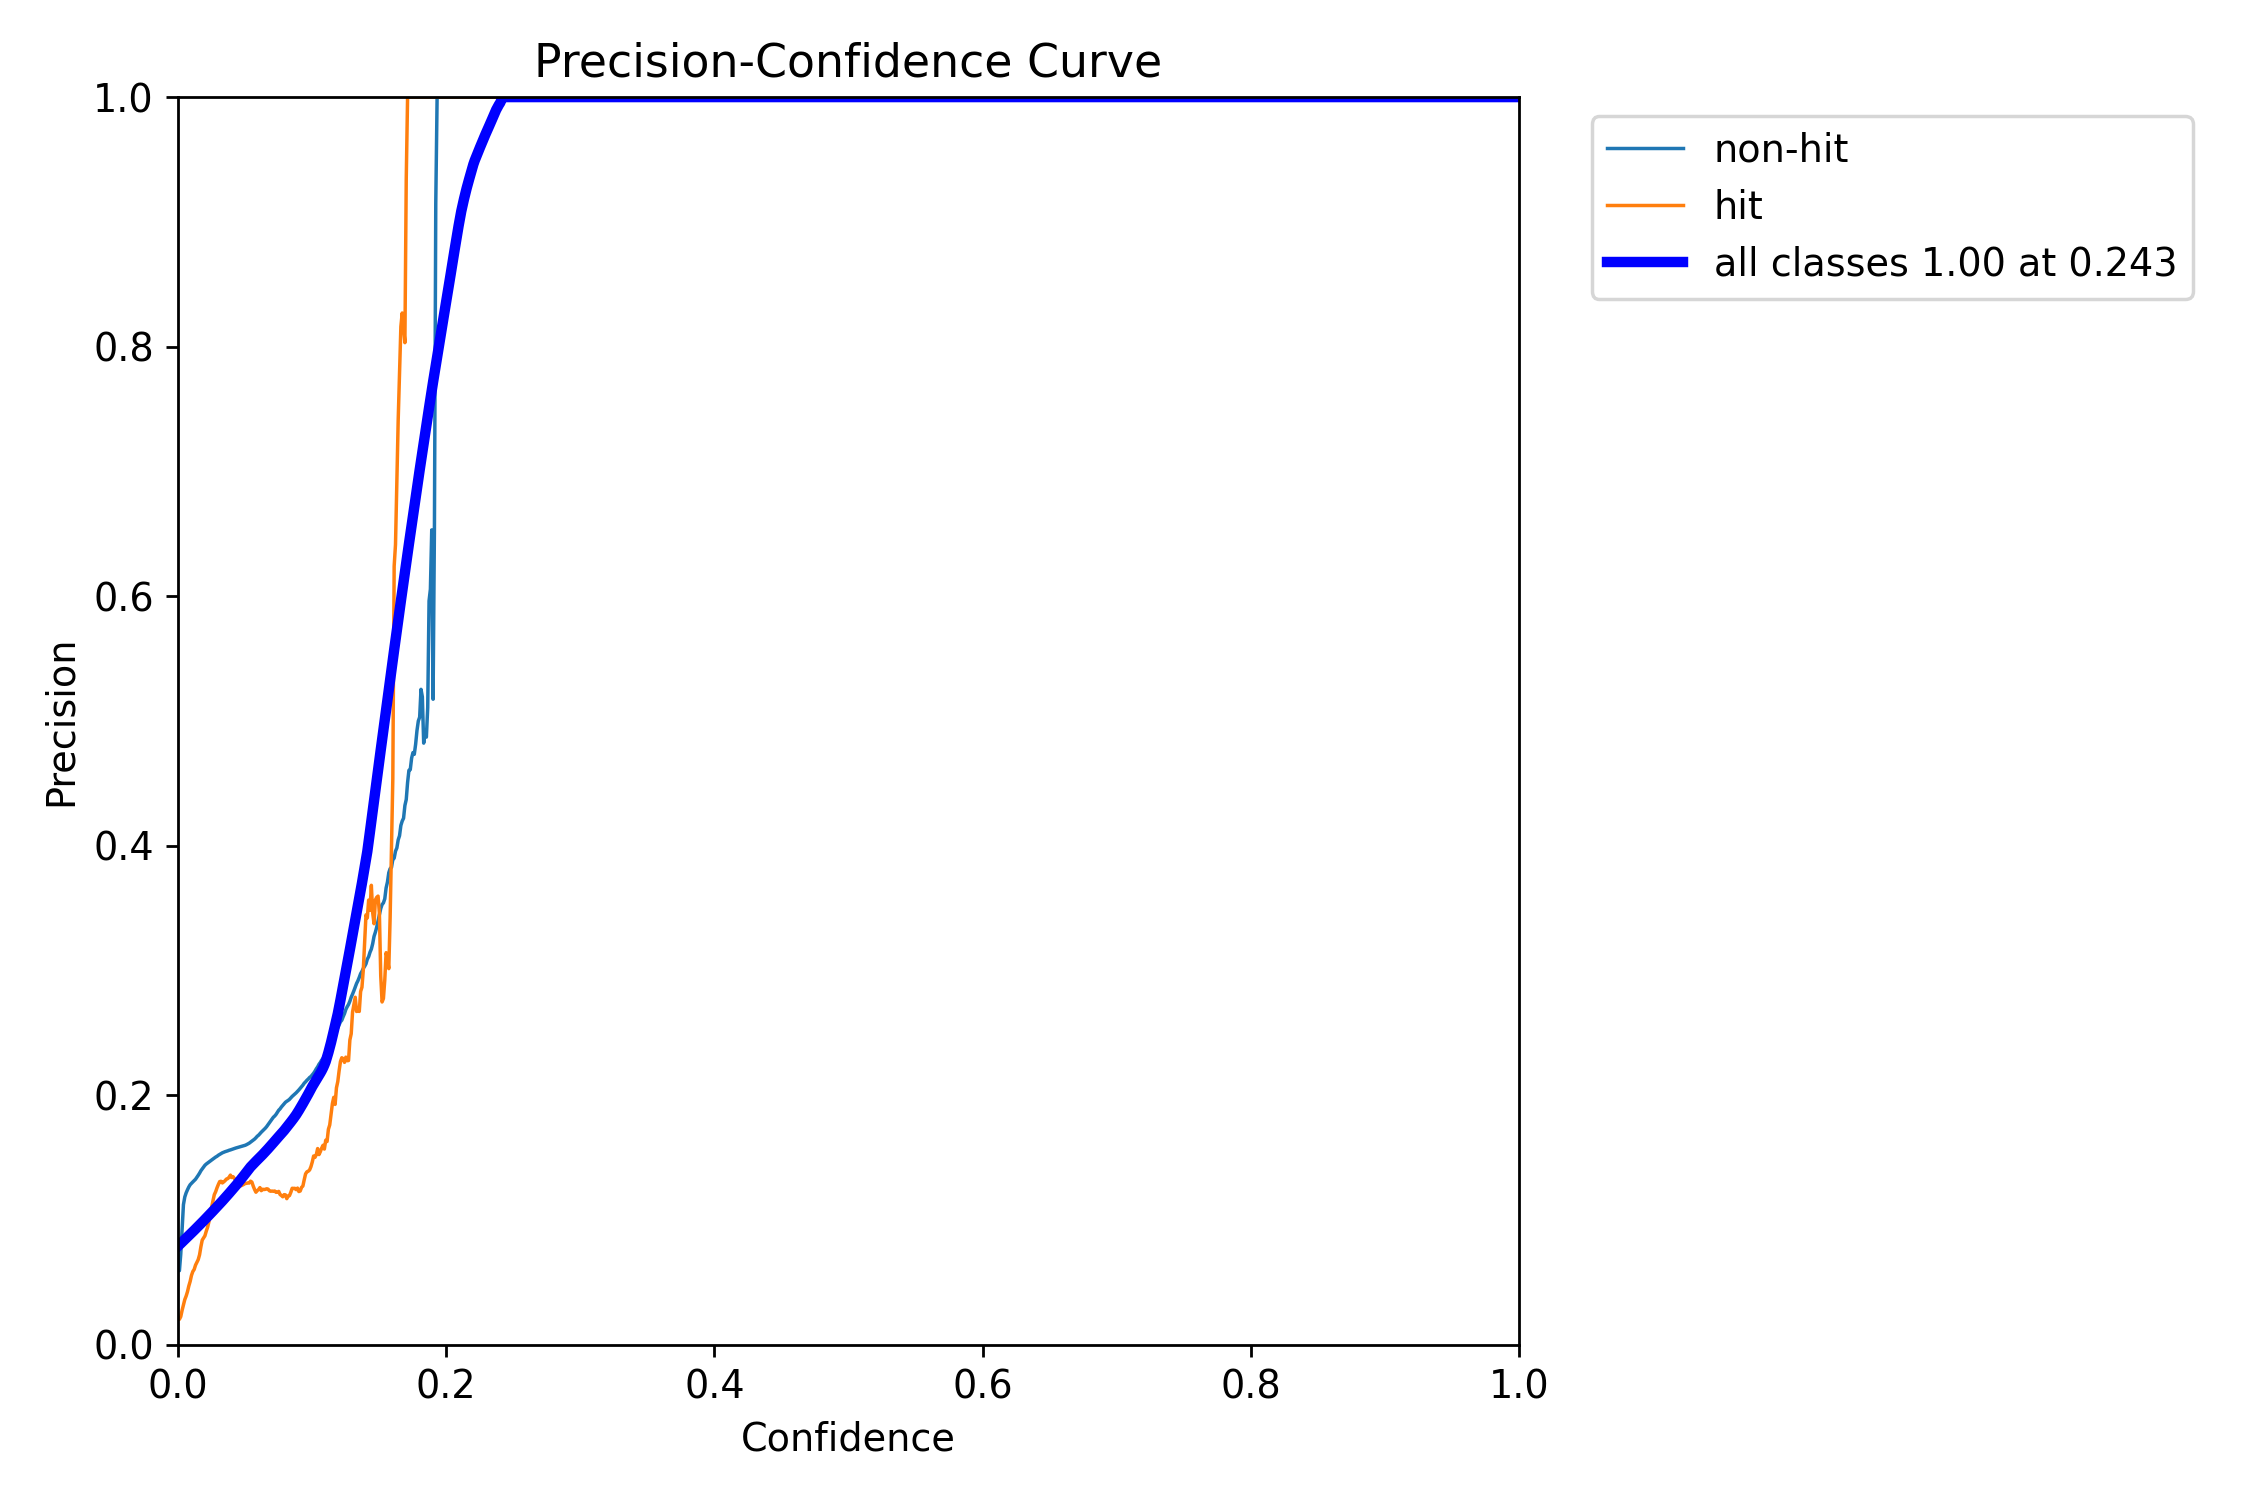 Precision-Confidence Curve
1.0
0.8
0.6
0.4
0.2
0.0
Precision
0.0 0.2 0.4 0.6 0.8 1.0
Confidence
non-hit
hit
all classes 1.00 at 0.243